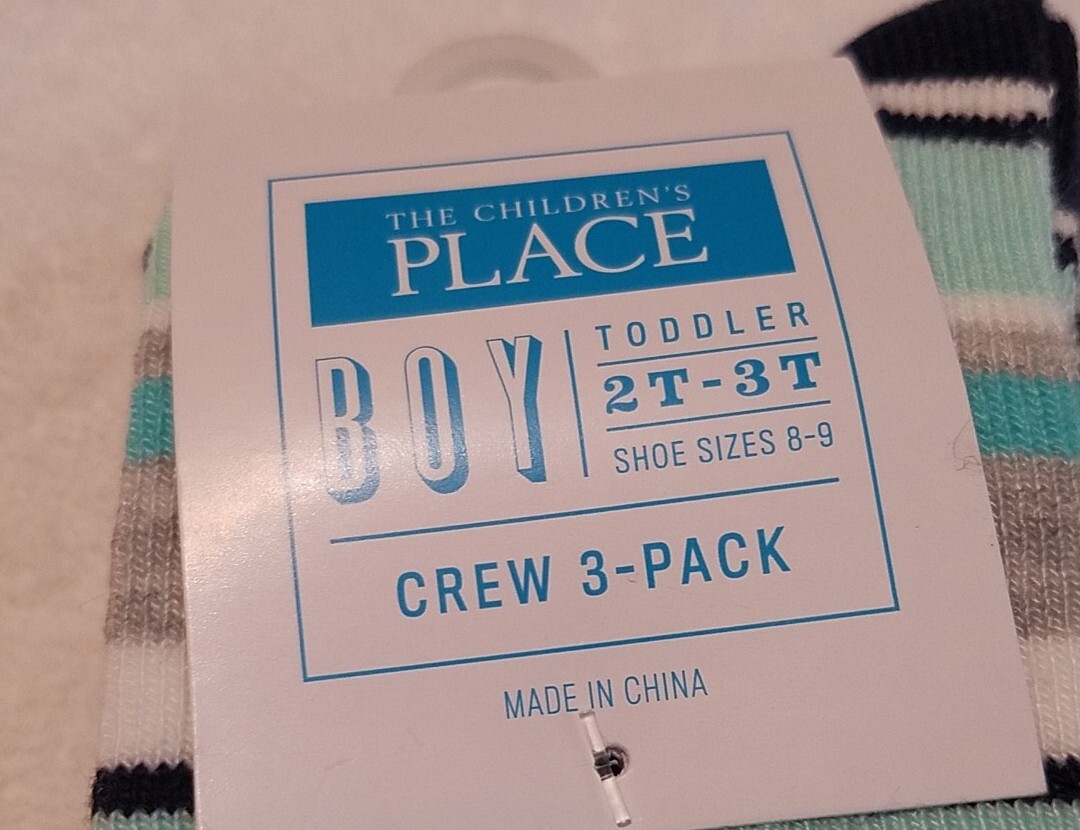 THE CHILDREN'S
PLACE
BOY
TODDLER
2T-3T
SHOE SIZES 8-9
CREW 3-PACK
MADE IN CHINA